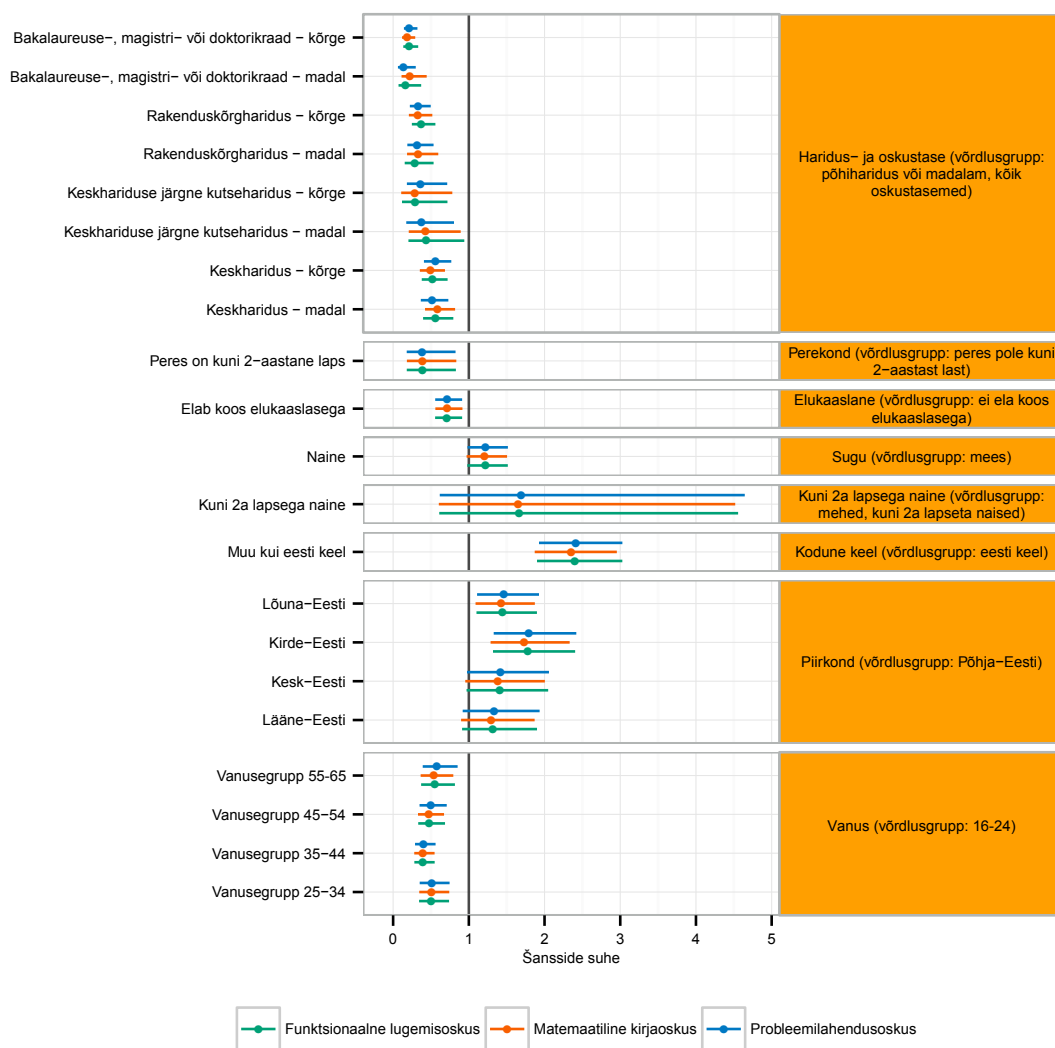 Bakalaureuse−, magistri− või doktorikraad − kõrge
Bakalaureuse−, magistri− või doktorikraad − madal
Rakenduskõrgharidus − kõrge
Rakenduskõrgharidus − madal
Keskhariduse järgne kutseharidus − kõrge
Keskhariduse järgne kutseharidus − madal
Keskharidus − kõrge
Keskharidus − madal
Haridus− ja oskustase (võrdlusgrupp:
põhiharidus või madalam, kõik
oskustasemed)
Peres on kuni 2−aastane laps
Perekond (võrdlusgrupp: peres pole kuni
2−aastast last)
Elab koos elukaaslasega
Elukaaslane (võrdlusgrupp: ei ela koos
elukaaslasega)
Naine
Sugu (võrdlusgrupp: mees)
Kuni 2a lapsega naine
Kuni 2a lapsega naine (võrdlusgrupp:
mehed, kuni 2a lapseta naised)
Muu kui eesti keel
Kodune keel (võrdlusgrupp: eesti keel)
Lõuna−Eesti
Kirde−Eesti
Kesk−Eesti
Lääne−Eesti
Piirkond (võrdlusgrupp: Põhja−Eesti)
Vanusegrupp 55-65
Vanusegrupp 45−54
Vanusegrupp 35−44
Vanusegrupp 25−34
Vanus (võrdlusgrupp: 16-24)
0 1 2 3 4 5
Šansside suhe
Funktsionaalne lugemisoskus Matemaatiline kirjaoskus Probleemilahendusoskus